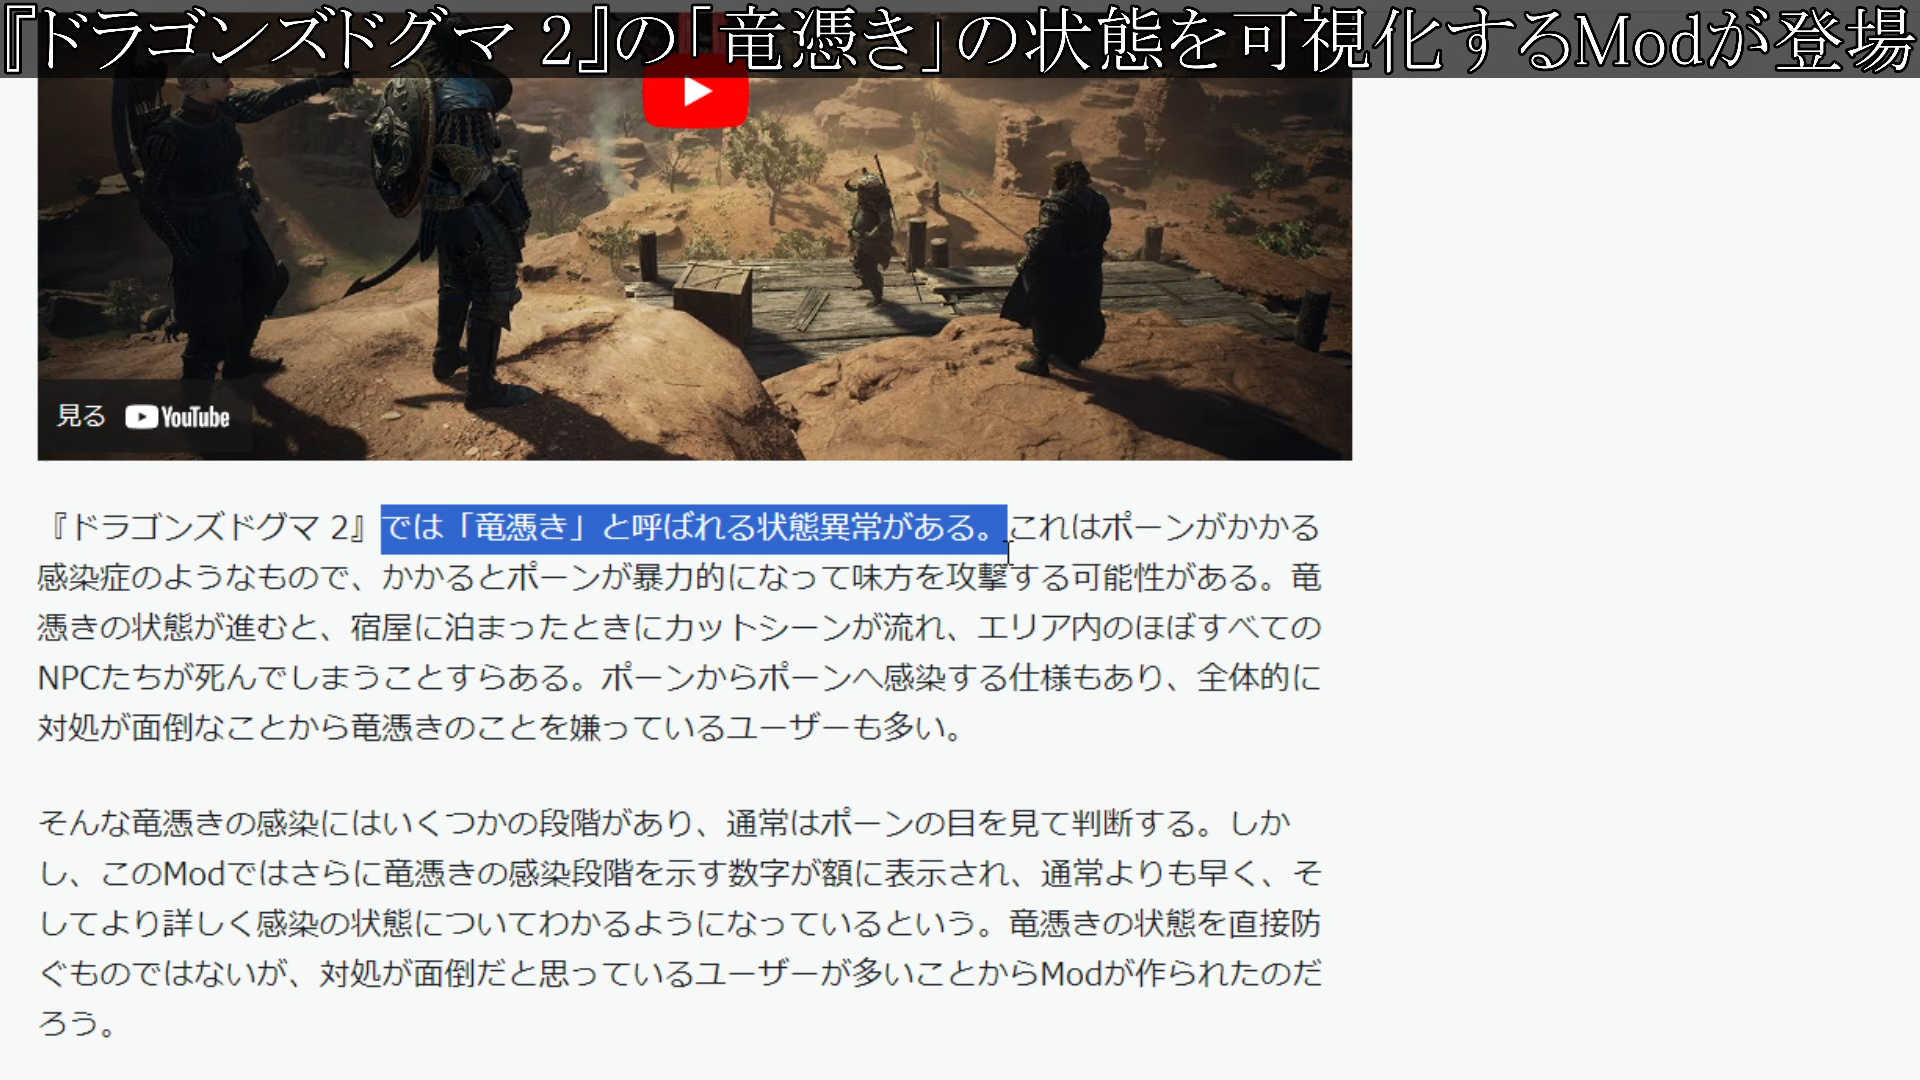 『ドラゴンズドグマ 2』の「竜憑き」の状態を可視化するModが登場
見る YouTube
『ドラゴンズドグマ 2』では「竜憑き」と呼ばれる状態異常がある。これはポーンがかかる
感染症のようなもので、かかるとポーンが暴力的になって味方を攻撃する可能性がある。竜
憑きの状態が進むと、宿屋に泊まったときにカットシーンが流れ、エリア内のほぼすべての
NPCたちが死んでしまうことすらある。ポーンからポーンへ感染する仕様もあり、全体的に
対処が面倒なことから竜憑きのことを嫌っているユーザーも多い。
そんな竜憑きの感染にはいくつかの段階があり、通常はポーンの目を見て判断する。しか
し、このModではさらに竜憑きの感染段階を示す数字が額に表示され、通常よりも早く、そ
してより詳しく感染の状態についてわかるようになっているという。竜憑きの状態を直接防
ぐものではないが、対処が面倒だと思っているユーザーが多いことからModが作られたのだ
ろう。